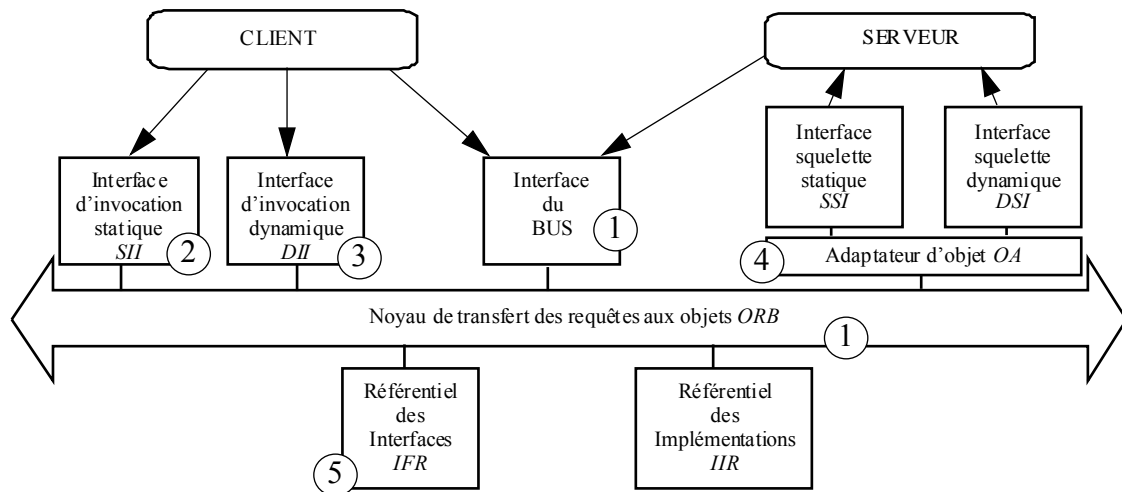 CLIENT
SERVEUR
Interface
d'invocation
statique
SII
2
Interface
d'invocation
dynamique
DII
3
Interface
du
BUS
1
Interface
squelette
statique
SSI
Interface
squelette
dynamique
DSI
4
Adaptateur d'objet OA
Noyau de transfert des requêtes aux objets ORB
1
Référentiel
des
Interfaces
IFR
5
Référentiel
des
Implémentations
IIR